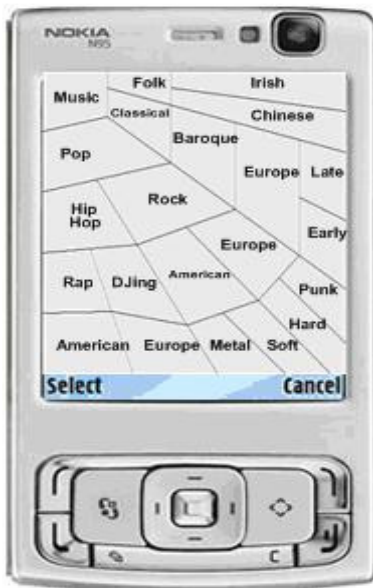 NOKIA
N95
Folk Irish
Music
Classical Chinese
Baroque
Pop
Europe Late
Rock
Hip
Hop
Early
Europe
Rap DJing American
Punk
Hard
American Europe Metal Soft
Select Cancel
C